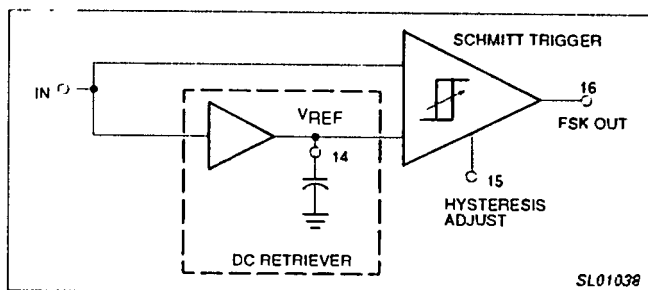 SCHMITT TRIGGER
IN
VREF
14
16
FSK OUT
15
HYSTERESIS
ADJUST
DC RETRIEVER
SL01038